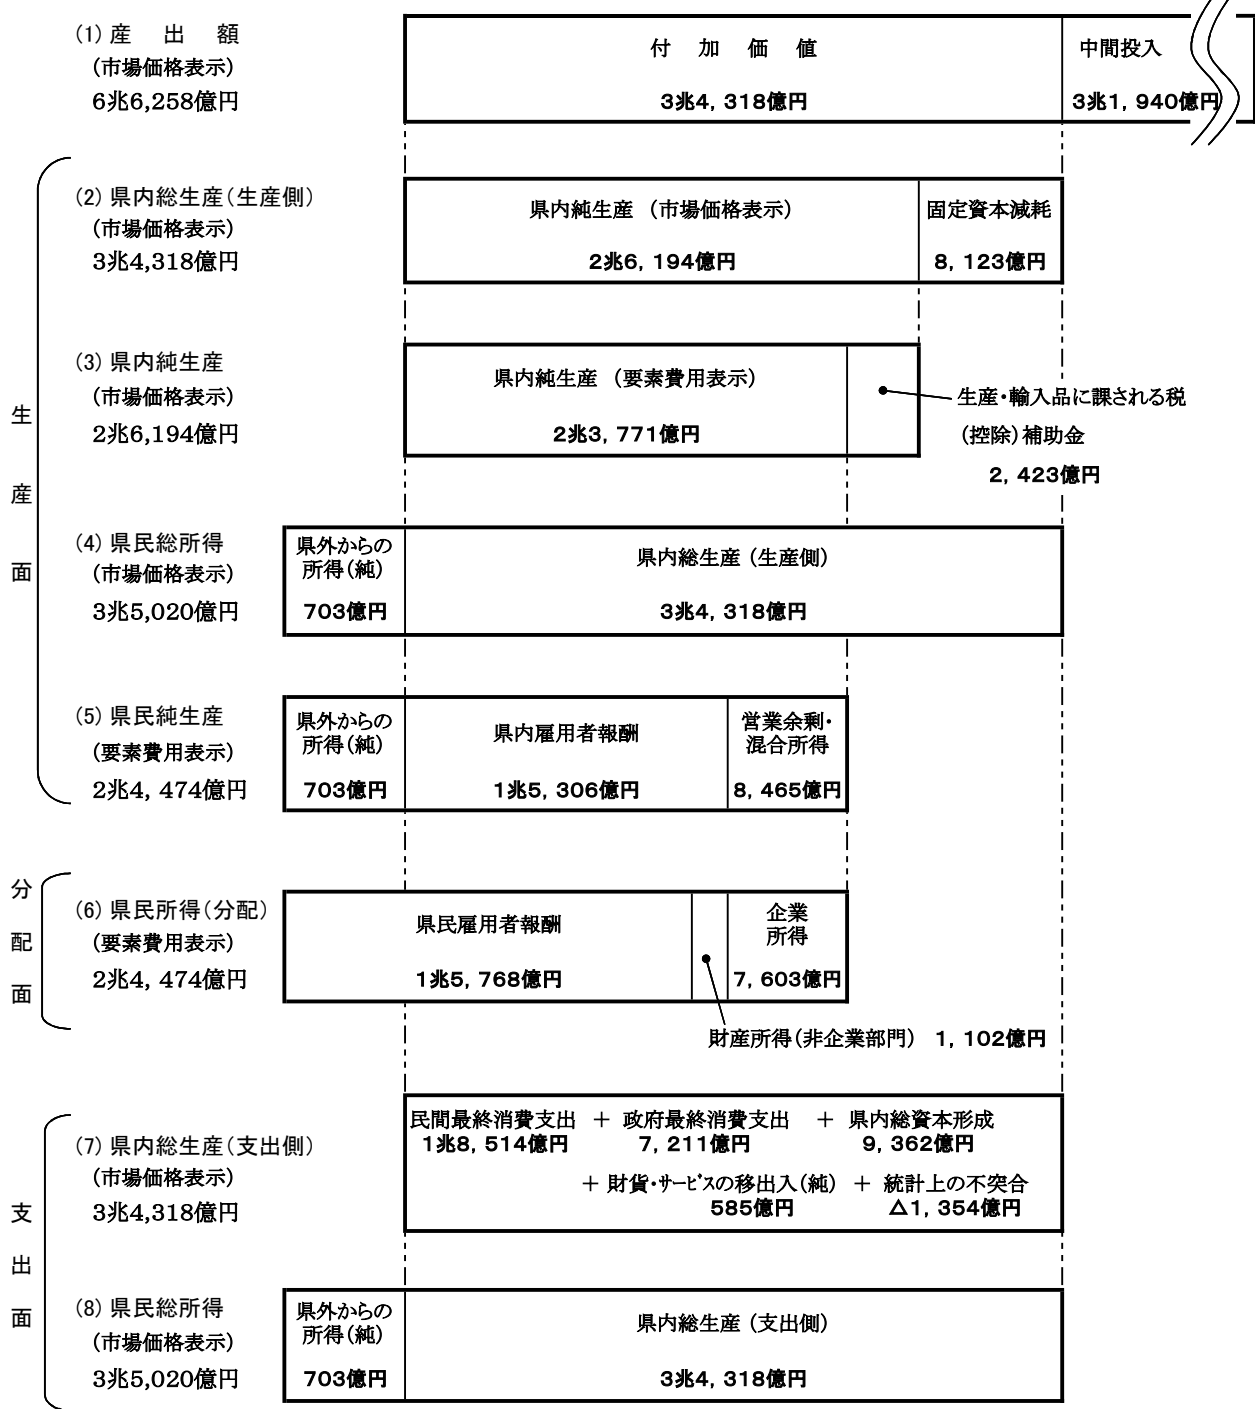 (1) 産　出　額
(市場価格表示)
6兆6,258億円
付　加　価　値
3兆4，318億円
中間投入
3兆1，940億円
生産面
(2) 県内総生産(生産側)
(市場価格表示)
3兆4,318億円
県内純生産 (市場価格表示)
2兆6，194億円
固定資本減耗
8，123億円
(3) 県内純生産
(市場価格表示)
2兆6,194億円
県内純生産 (要素費用表示)
2兆3，771億円
生産・輸入品に課される税
(控除)補助金
2，423億円
(4) 県民総所得
(市場価格表示)
3兆5,020億円
県外からの
所得(純)
703億円
県内総生産(生産側)
3兆4，318億円
(5) 県民純生産
(要素費用表示)
2兆4，474億円
県外からの
所得(純)
703億円
県内雇用者報酬
1兆5，306億円
営業余剰・
混合所得
8，465億円
分配面
(6) 県民所得(分配)
(要素費用表示)
2兆4，474億円
県民雇用者報酬
1兆5，768億円
企業
所得
7，603億円
財産所得(非企業部門)　1，102億円
支出面
(7) 県内総生産(支出側)
(市場価格表示)
3兆4,318億円
民間最終消費支出　＋　政府最終消費支出　＋　県内総資本形成
1兆8，514億円　7，211億円　9，362億円
＋ 財貨・サービスの移出入(純)　＋　統計上の不突合
585億円　△1，354億円
(8) 県民総所得
(市場価格表示)
3兆5,020億円
県外からの
所得(純)
703億円
県内総生産(支出側)
3兆4，318億円